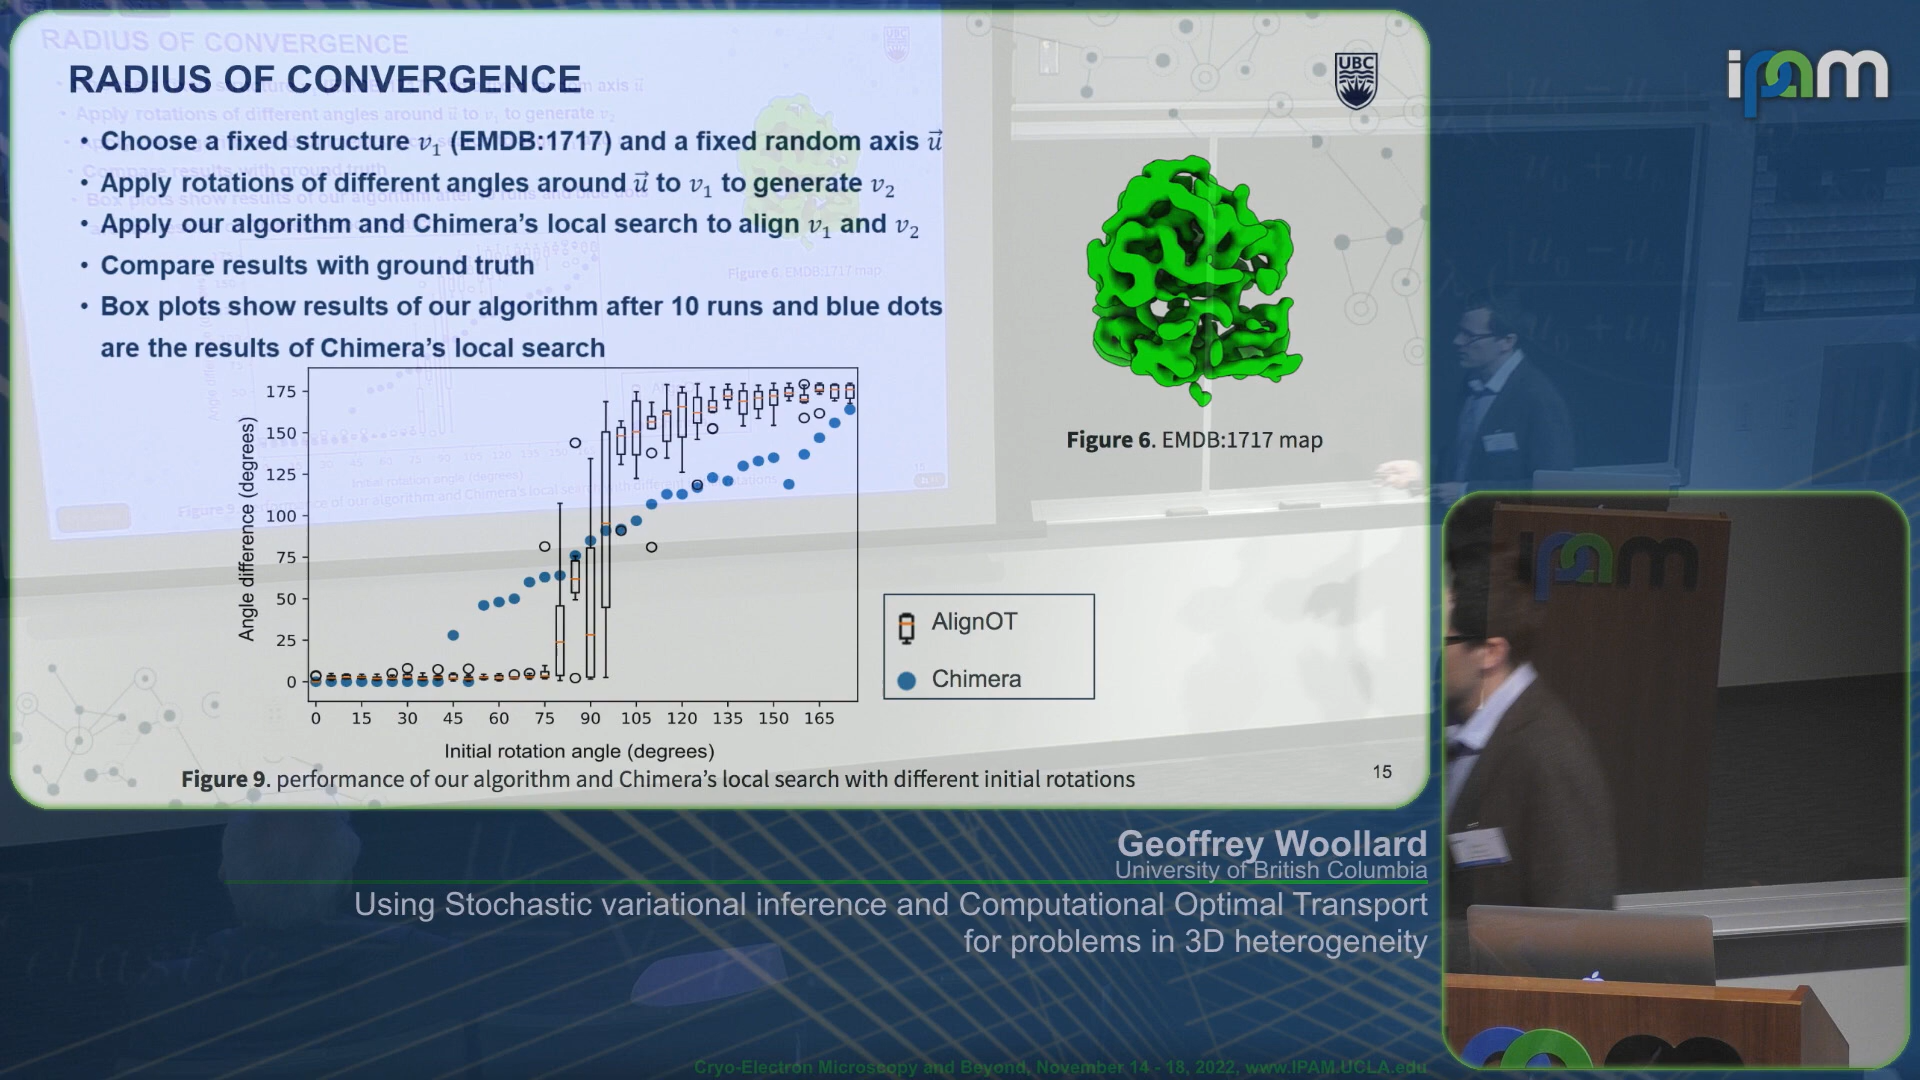 RADIUS OF CONVERGENCE
UBC
ipam
• Choose a fixed structure v₁ (EMDB:1717) and a fixed random axis u⃗
• Apply rotations of different angles around u⃗ to v₁ to generate v₂
• Apply our algorithm and Chimera’s local search to align v₁ and v₂
• Compare results with ground truth
• Box plots show results of our algorithm after 10 runs and blue dots
are the results of Chimera’s local search
Figure 6. EMDB:1717 map
Angle difference (degrees)
175
150
125
100
75
50
25
0
0 15 30 45 60 75 90 105 120 135 150 165
Initial rotation angle (degrees)
AlignOT
Chimera
Figure 9. performance of our algorithm and Chimera’s local search with different initial rotations
15
ipam
Geoffrey Woollard
University of British Columbia
Using Stochastic variational inference and Computational Optimal Transport
for problems in 3D heterogeneity
Cryo-Electron Microscopy and Beyond, November 14 - 18, 2022, www.IPAM.UCLA.edu